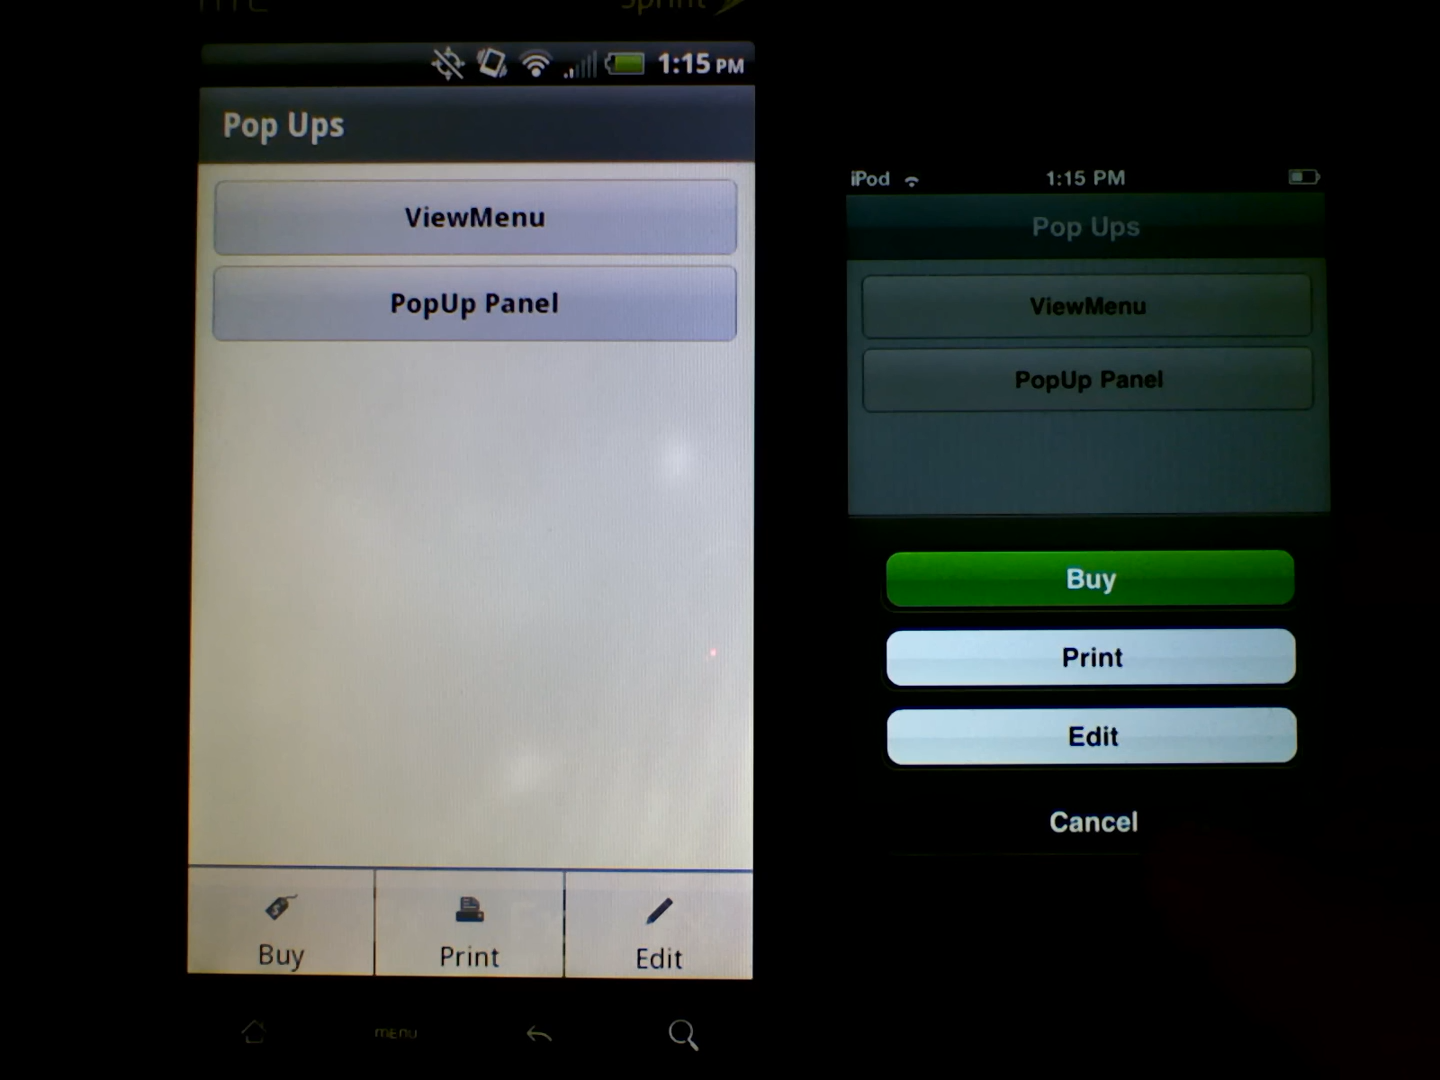 1:15 PM
Pop Ups
ViewMenu
PopUp Panel
Buy
Print
Edit
menu
iPod
1:15 PM
Pop Ups
ViewMenu
PopUp Panel
Buy
Print
Edit
Cancel